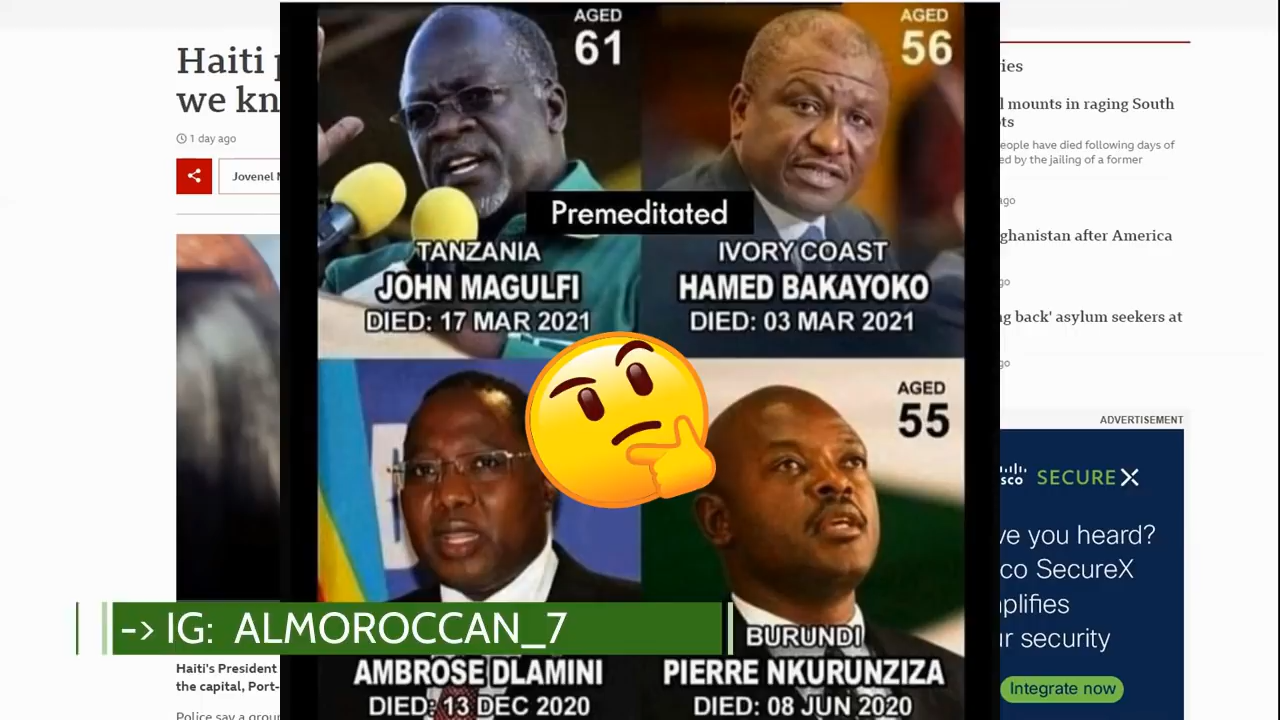 Haiti
we kn
1 day ago
Jovenel
Haiti's President
the capital, Port-
Police say a grou
AGED
61
AGED
56
Premeditated
TANZANIA
JOHN MAGULFI
DIED: 17 MAR 2021
IVORY COAST
HAMED BAKAYOKO
DIED: 03 MAR 2021
AGED
55
-> IG: ALMOROCCAN_7
AMBROSE DLAMINI
DIED: 13 DEC 2020
BURUNDI
PIERRE NKURUNZIZA
DIED: 08 JUN 2020
ies
l mounts in raging South
ts
eople have died following days of
ed by the jailing of a former
ago
ghanistan after America
go
ng back' asylum seekers at
go
ADVERTISEMENT
sco SECURE X
ve you heard?
co SecureX
plifies
ur security
Integrate now